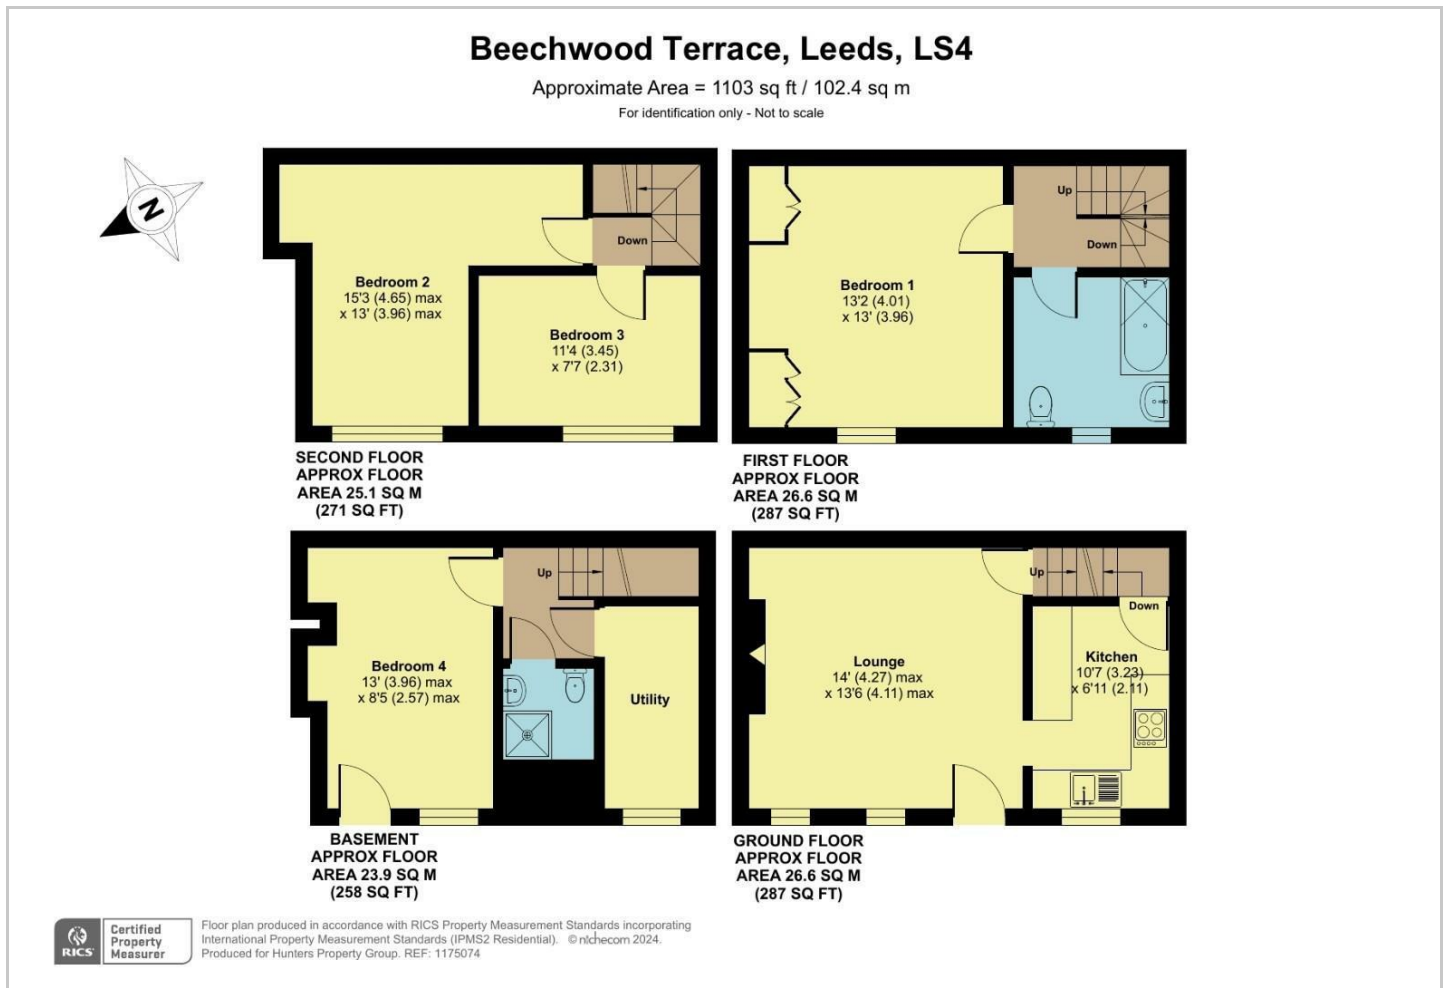 Beechwood Terrace, Leeds, LS4
Approximate Area = 1103 sq ft / 102.4 sq m
For identification only - Not to scale
N
Bedroom 2
15'3 (4.65) max
x 13' (3.96) max
Down
Bedroom 3
11'4 (3.45)
x 7'7 (2.31)
SECOND FLOOR
APPROX FLOOR
AREA 25.1 SQ M
(271 SQ FT)
Up
Down
Bedroom 1
13'2 (4.01)
x 13' (3.96)
FIRST FLOOR
APPROX FLOOR
AREA 26.6 SQ M
(287 SQ FT)
Up
Bedroom 4
13' (3.96) max
x 8'5 (2.57) max
Utility
BASEMENT
APPROX FLOOR
AREA 23.9 SQ M
(258 SQ FT)
Up
Down
Lounge
14' (4.27) max
x 13'6 (4.11) max
Kitchen
10'7 (3.23)
x 6'11 (2.11)
GROUND FLOOR
APPROX FLOOR
AREA 26.6 SQ M
(287 SQ FT)
RICS
Certified
Property
Measurer
Floor plan produced in accordance with RICS Property Measurement Standards incorporating
International Property Measurement Standards (IPMS2 Residential). © nichecom 2024.
Produced for Hunters Property Group. REF: 1175074